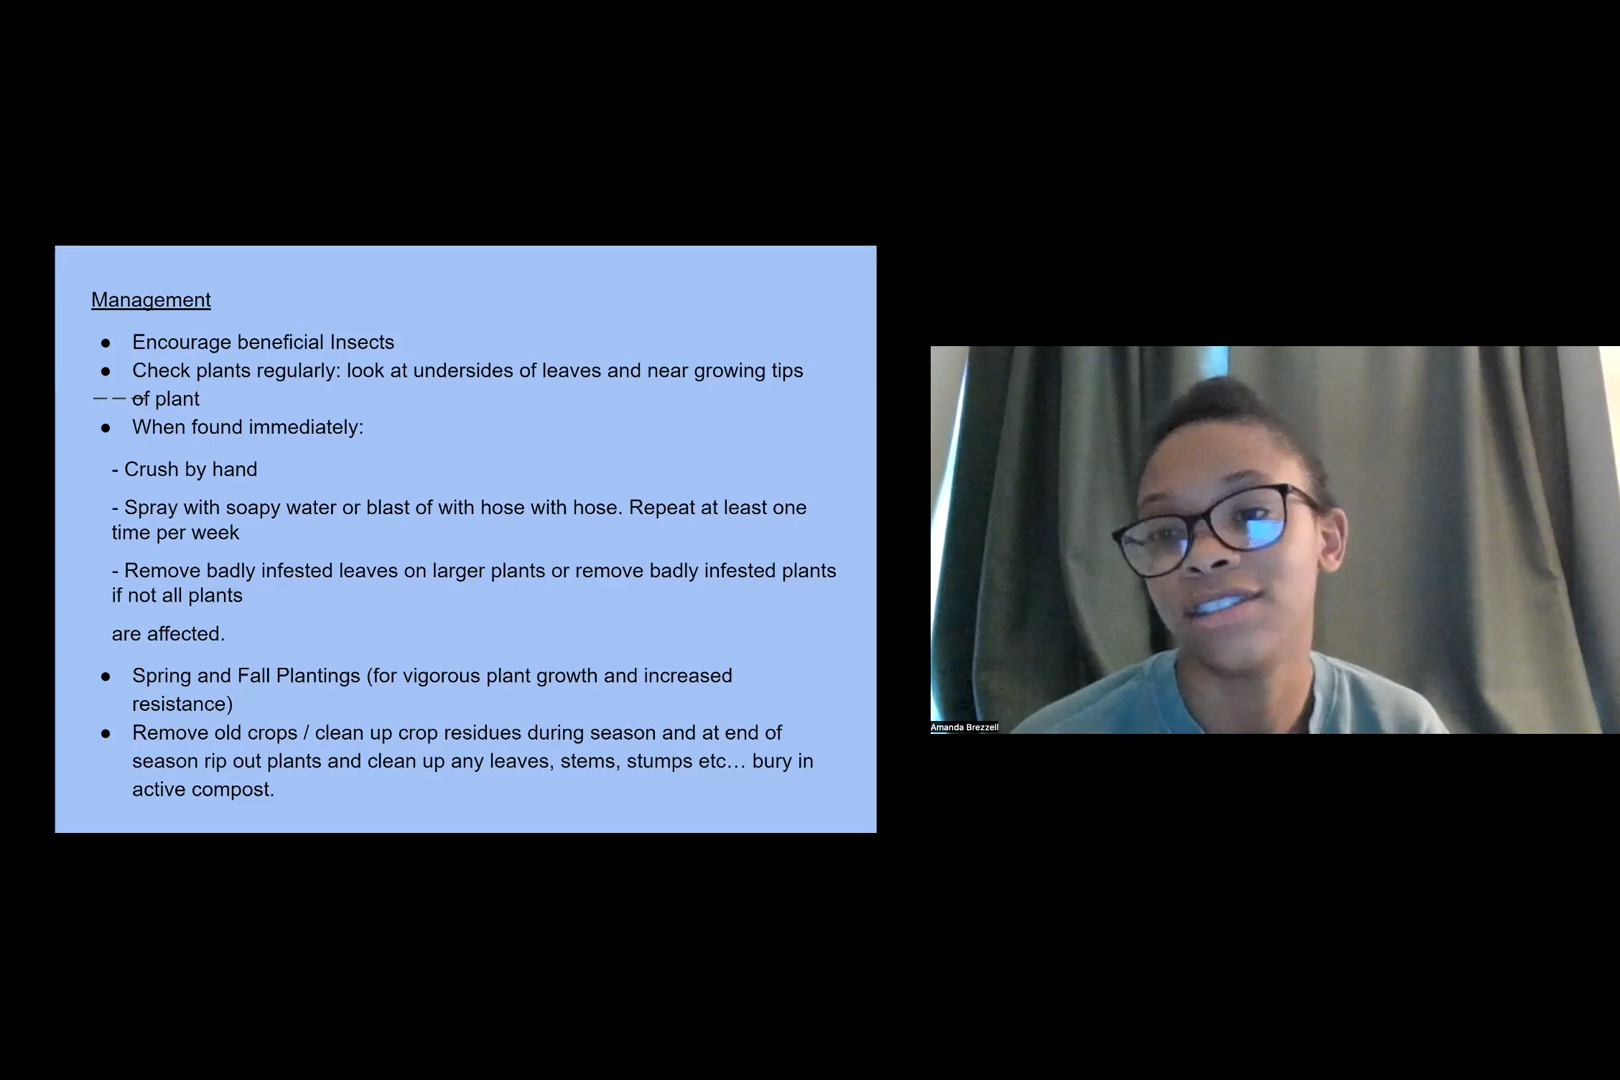 Management
● Encourage beneficial Insects
● Check plants regularly: look at undersides of leaves and near growing tips
— — of plant
● When found immediately:
- Crush by hand
- Spray with soapy water or blast of with hose with hose. Repeat at least one
time per week
- Remove badly infested leaves on larger plants or remove badly infested plants
if not all plants
are affected.
● Spring and Fall Plantings (for vigorous plant growth and increased
resistance)
● Remove old crops / clean up crop residues during season and at end of
season rip out plants and clean up any leaves, stems, stumps etc… bury in
active compost.
Amanda Brezzell